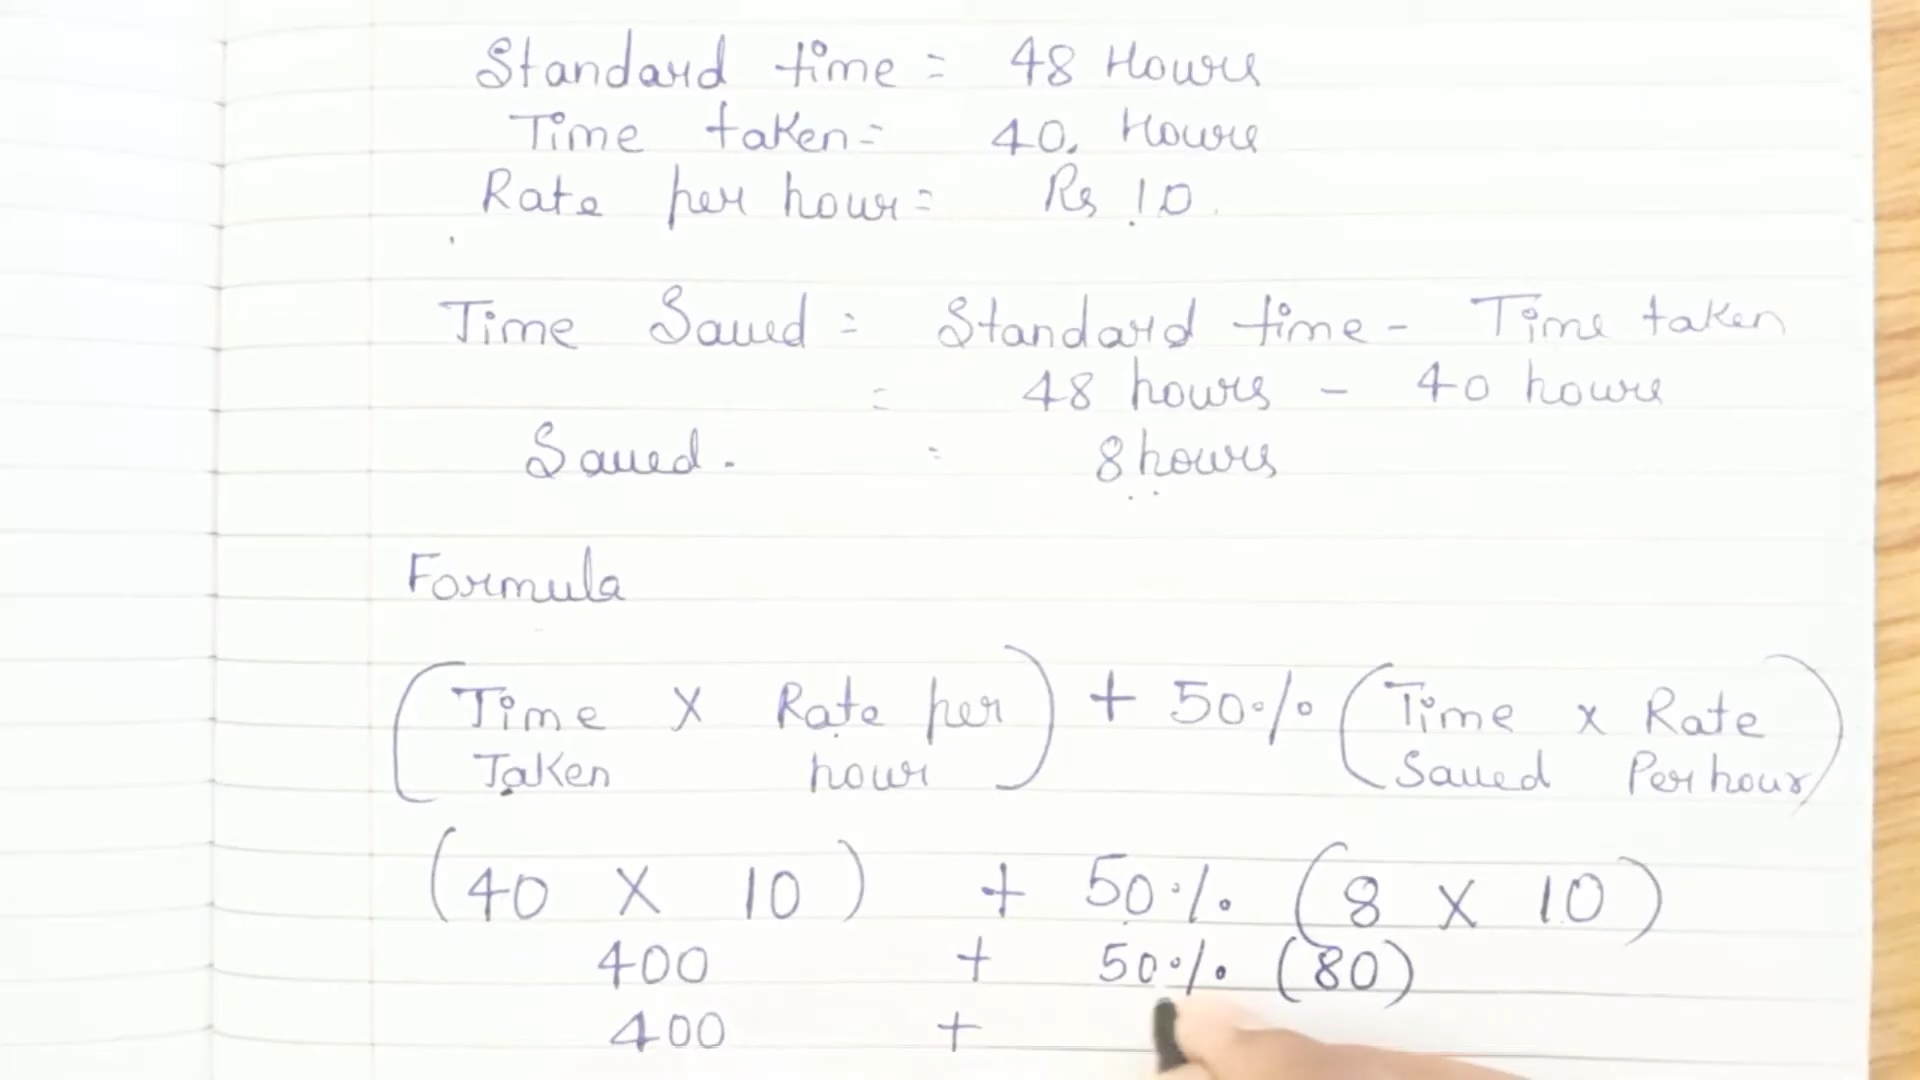 Standard time = 48 Hours
Time taken = 40. Hours
Rate per hour = Rs 10.
Time Saved = Standard time - Time taken
= 48 hours - 40 hours
Saved. = 8 hours
Formula
(Time Taken X Rate per hour) + 50% (Time Saved x Rate Per hour)
(40 X 10) + 50% (8 X 10)
400 + 50% (80)
400 +